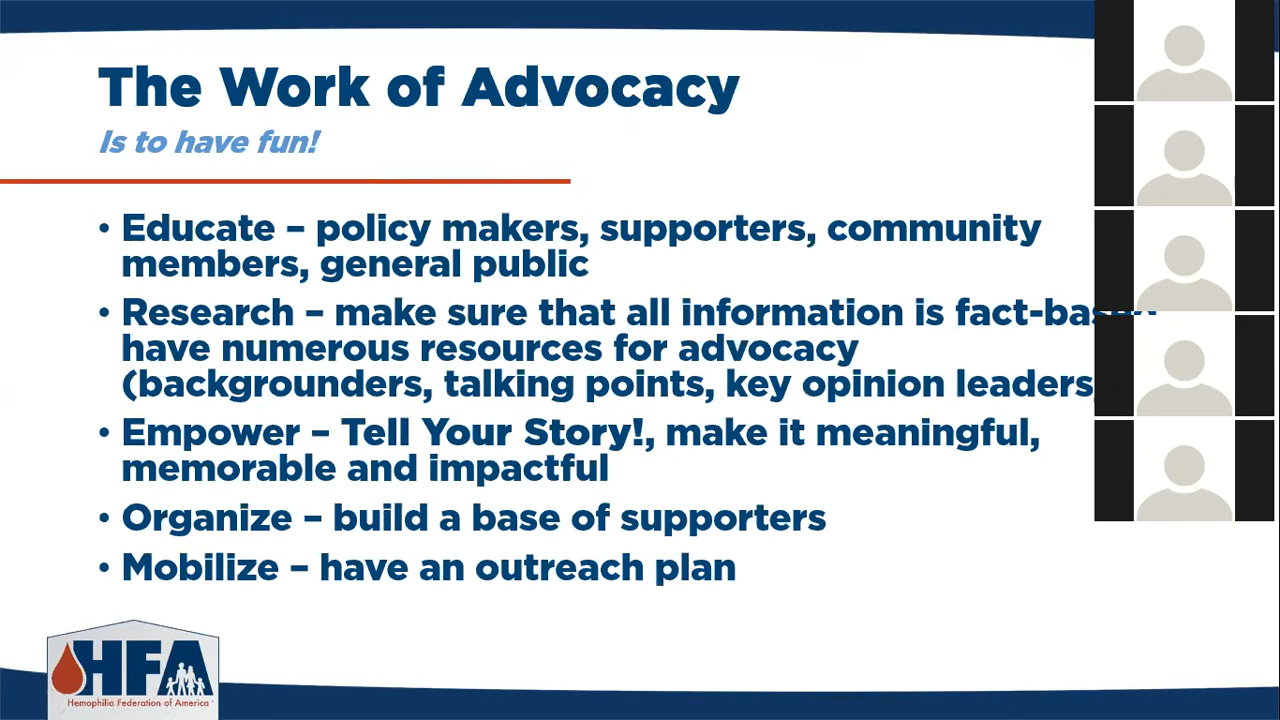 The Work of Advocacy
Is to have fun!
• Educate – policy makers, supporters, community
members, general public
• Research – make sure that all information is
have numerous resources for advocacy
(backgrounders, talking points, key opinion leaders,
• Empower – Tell Your Story!, make it meaningful,
memorable and impactful
• Organize – build a base of supporters
• Mobilize – have an outreach plan
HFA
Hemophilia Federation of America